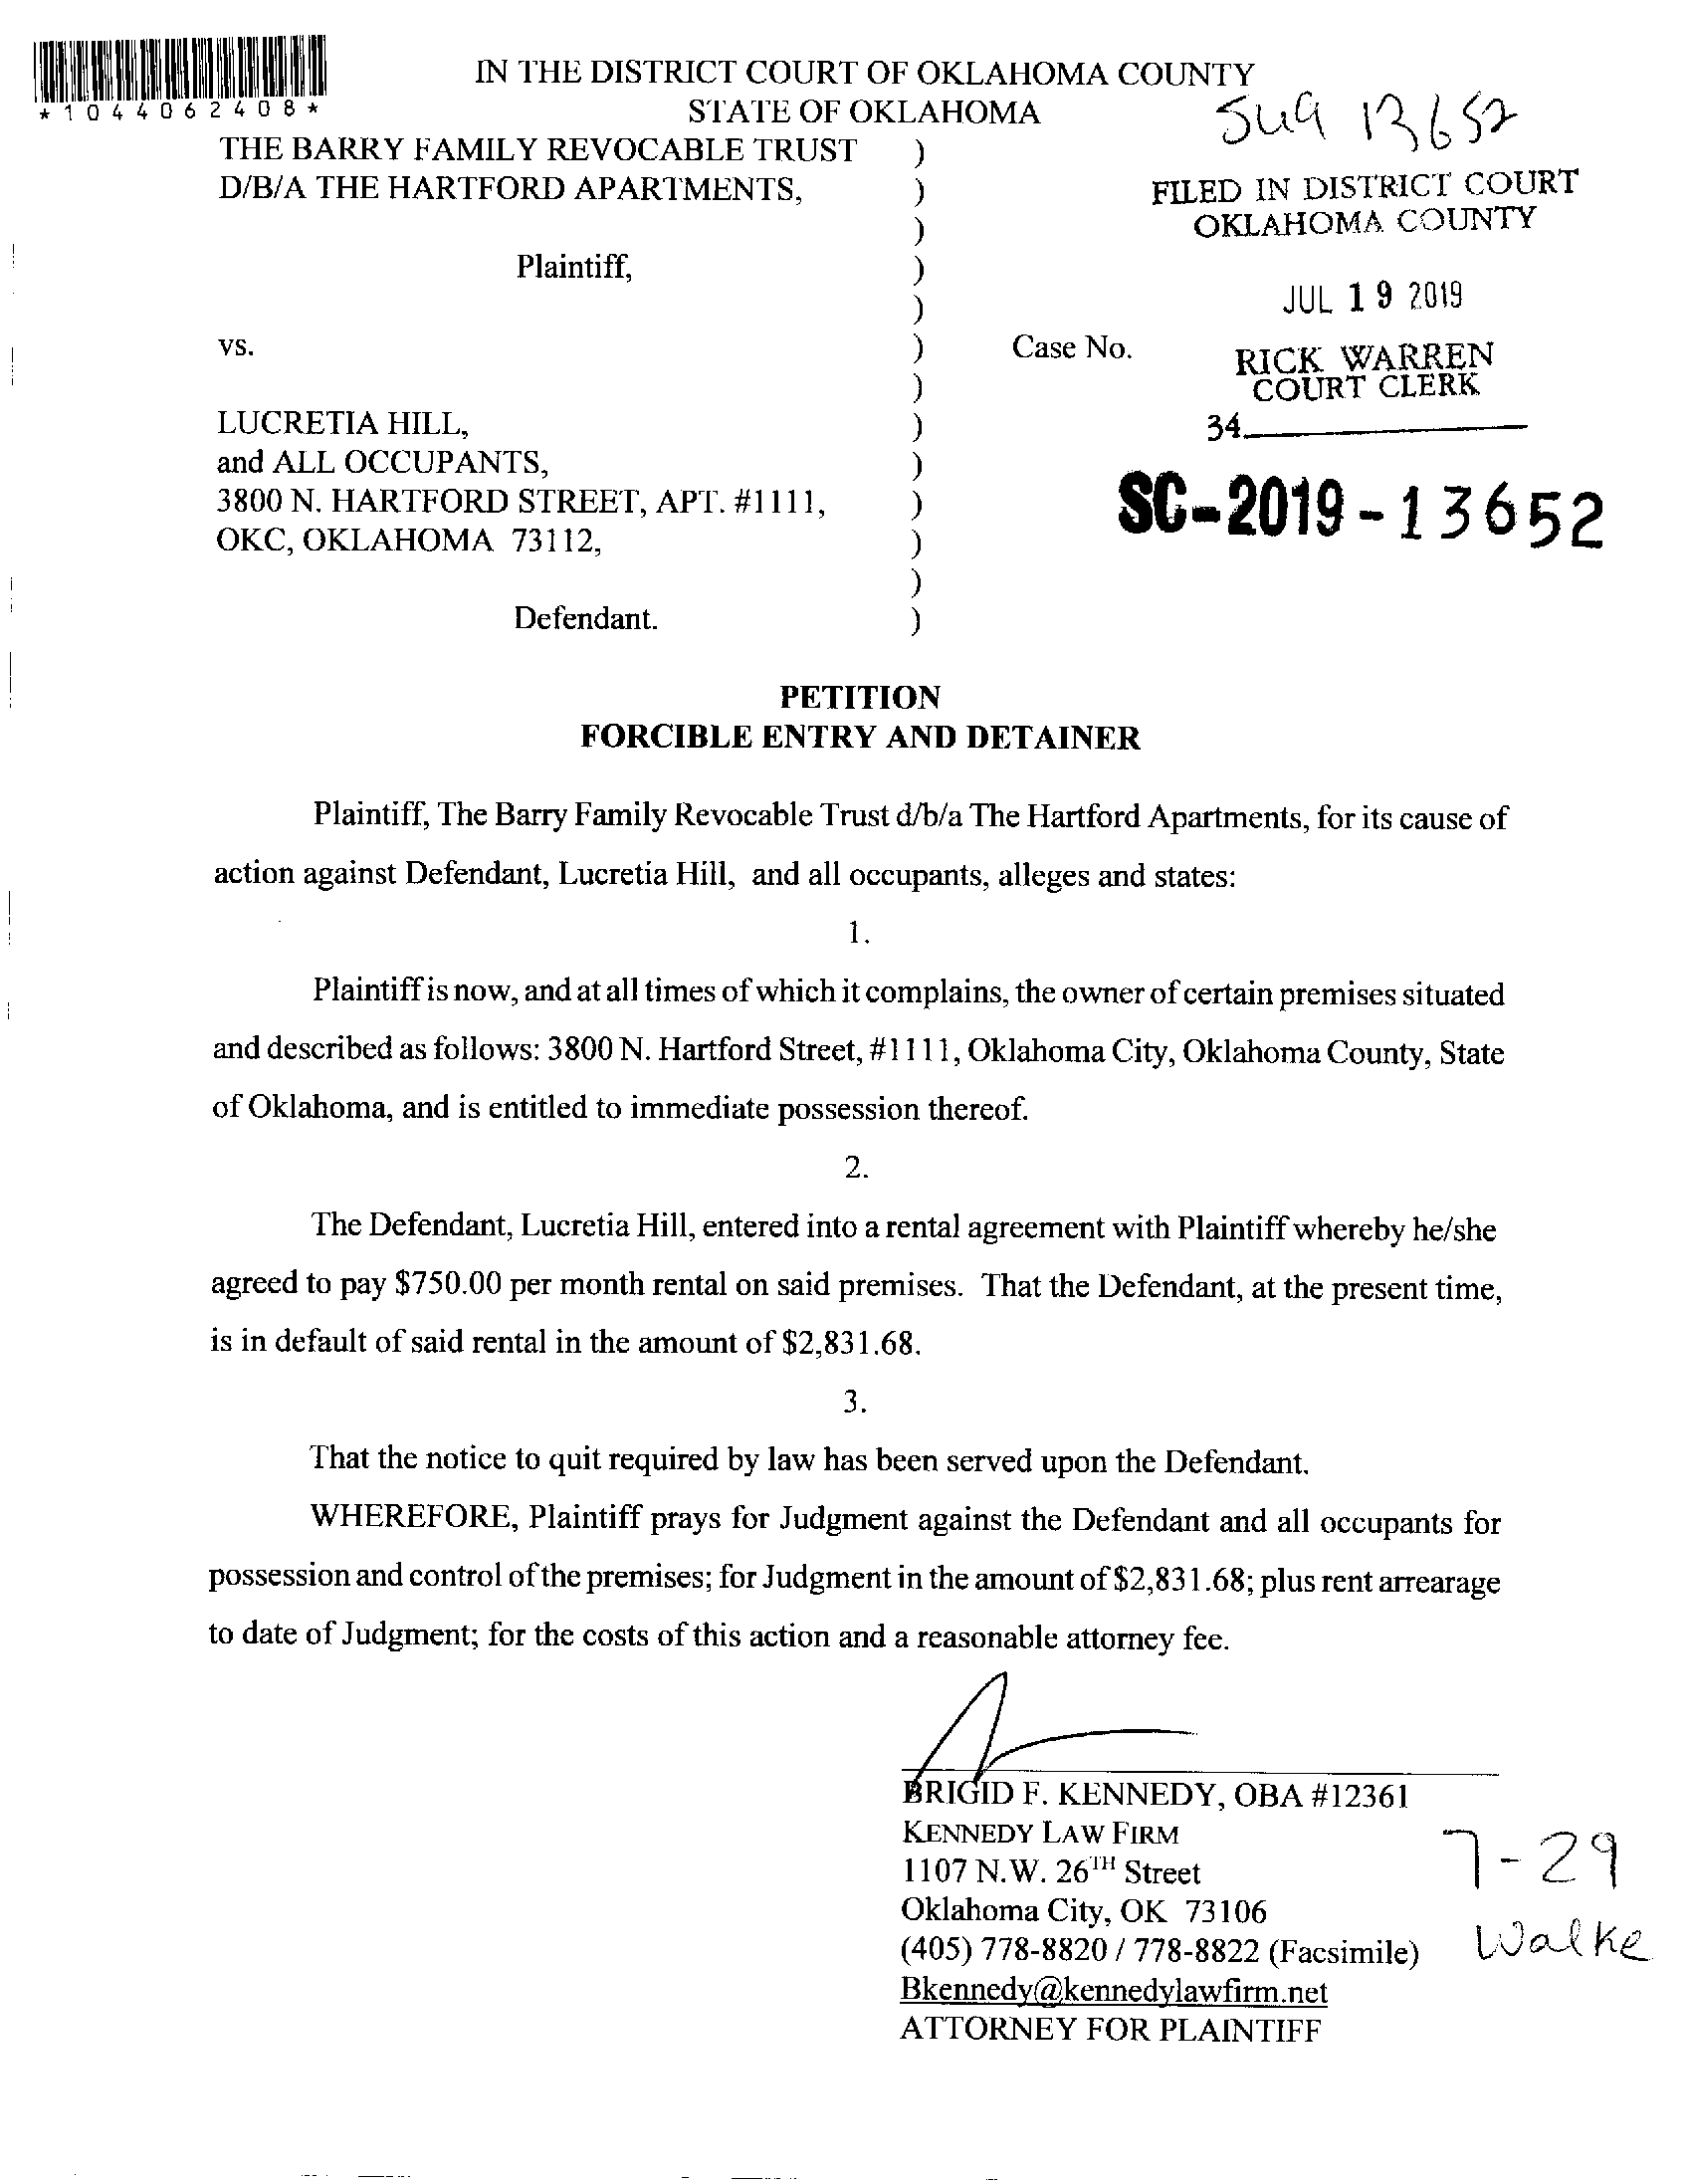 *1044062408*
IN THE DISTRICT COURT OF OKLAHOMA COUNTY
STATE OF OKLAHOMA
13652
THE BARRY FAMILY REVOCABLE TRUST )
D/B/A THE HARTFORD APARTMENTS, )
FILED IN DISTRICT COURT
OKLAHOMA COUNTY
)
Plaintiff, )
JUL 19 2019
)
vs. ) Case No.
RICK WARREN
COURT CLERK
)
34
LUCRETIA HILL, )
and ALL OCCUPANTS, )
3800 N. HARTFORD STREET, APT. #1111, )
SC-2019-13652
OKC, OKLAHOMA 73112, )
)
Defendant. )
PETITION
FORCIBLE ENTRY AND DETAINER
Plaintiff, The Barry Family Revocable Trust d/b/a The Hartford Apartments, for its cause of
action against Defendant, Lucretia Hill, and all occupants, alleges and states:
1.
Plaintiff is now, and at all times of which it complains, the owner of certain premises situated
and described as follows: 3800 N. Hartford Street, #1111, Oklahoma City, Oklahoma County, State
of Oklahoma, and is entitled to immediate possession thereof.
2.
The Defendant, Lucretia Hill, entered into a rental agreement with Plaintiff whereby he/she
agreed to pay $750.00 per month rental on said premises. That the Defendant, at the present time,
is in default of said rental in the amount of $2,831.68.
3.
That the notice to quit required by law has been served upon the Defendant.
WHEREFORE, Plaintiff prays for Judgment against the Defendant and all occupants for
possession and control of the premises; for Judgment in the amount of $2,831.68; plus rent arrearage
to date of Judgment; for the costs of this action and a reasonable attorney fee.
BRIGID F. KENNEDY, OBA #12361
KENNEDY LAW FIRM
1107 N.W. 26TH Street
Oklahoma City, OK 73106
(405) 778-8820 / 778-8822 (Facsimile)
Bkennedy@kennedylawfirm.net
ATTORNEY FOR PLAINTIFF
7-29
Walke